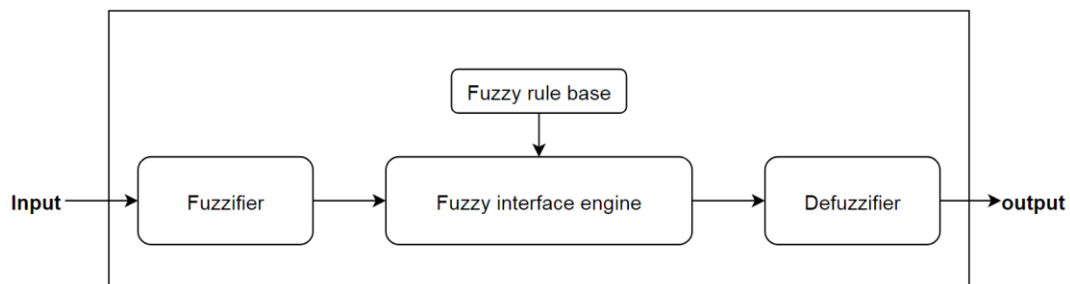 Fuzzy rule base
Input
Fuzzifier
Fuzzy interface engine
Defuzzifier
output